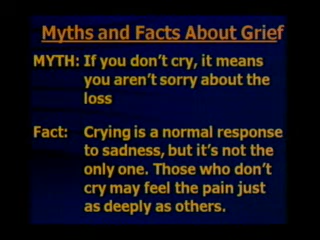 Myths and Facts About Grief
MYTH: If you don't cry, it means
you aren't sorry about the
loss
Fact: Crying is a normal response
to sadness, but it's not the
only one. Those who don't
cry may feel the pain just
as deeply as others.